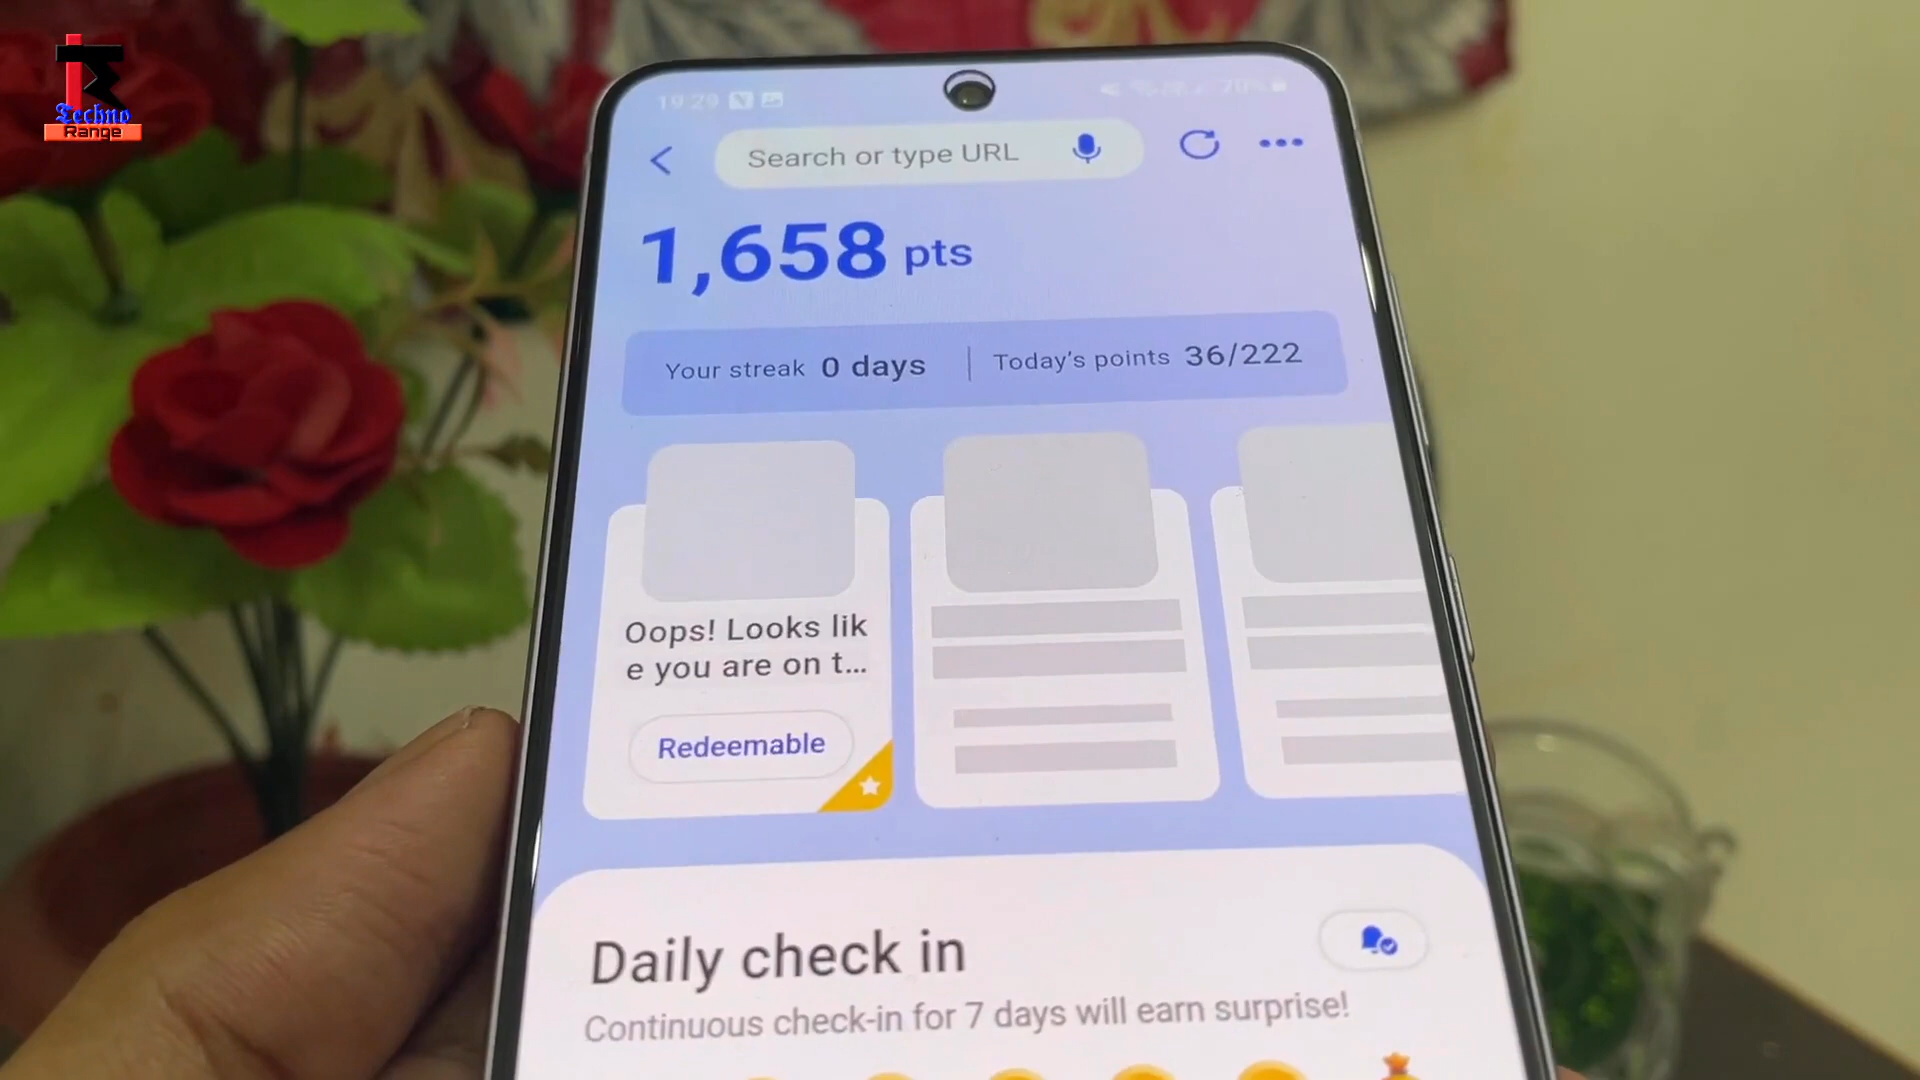 Techno
Range
19:29
70%
Search or type URL
1,658 pts
Your streak 0 days | Today's points 36/222
Oops! Looks lik
e you are on t...
Redeemable
Daily check in
Continuous check-in for 7 days will earn surprise!